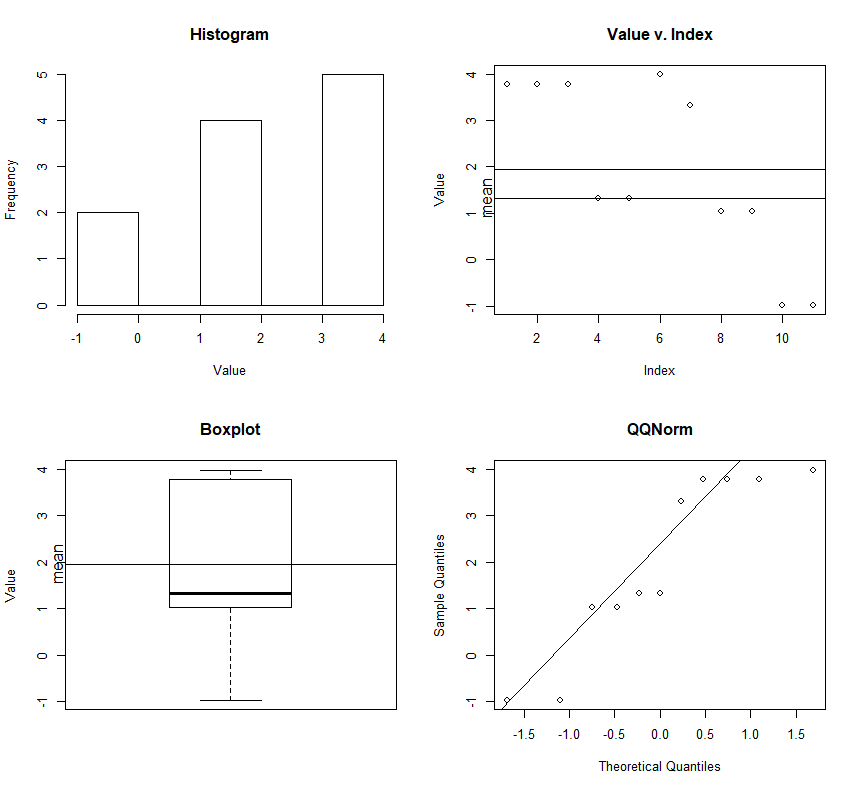 Histogram
Frequency
5
4
3
2
1
0
-1 0 1 2 3 4
Value
Value v. Index
Value
mean
4
3
2
1
0
-1
2 4 6 8 10
Index
Boxplot
Value
mean
4
3
2
1
0
-1
QQNorm
Sample Quantiles
4
3
2
1
0
-1
-1.5 -1.0 -0.5 0.0 0.5 1.0 1.5
Theoretical Quantiles